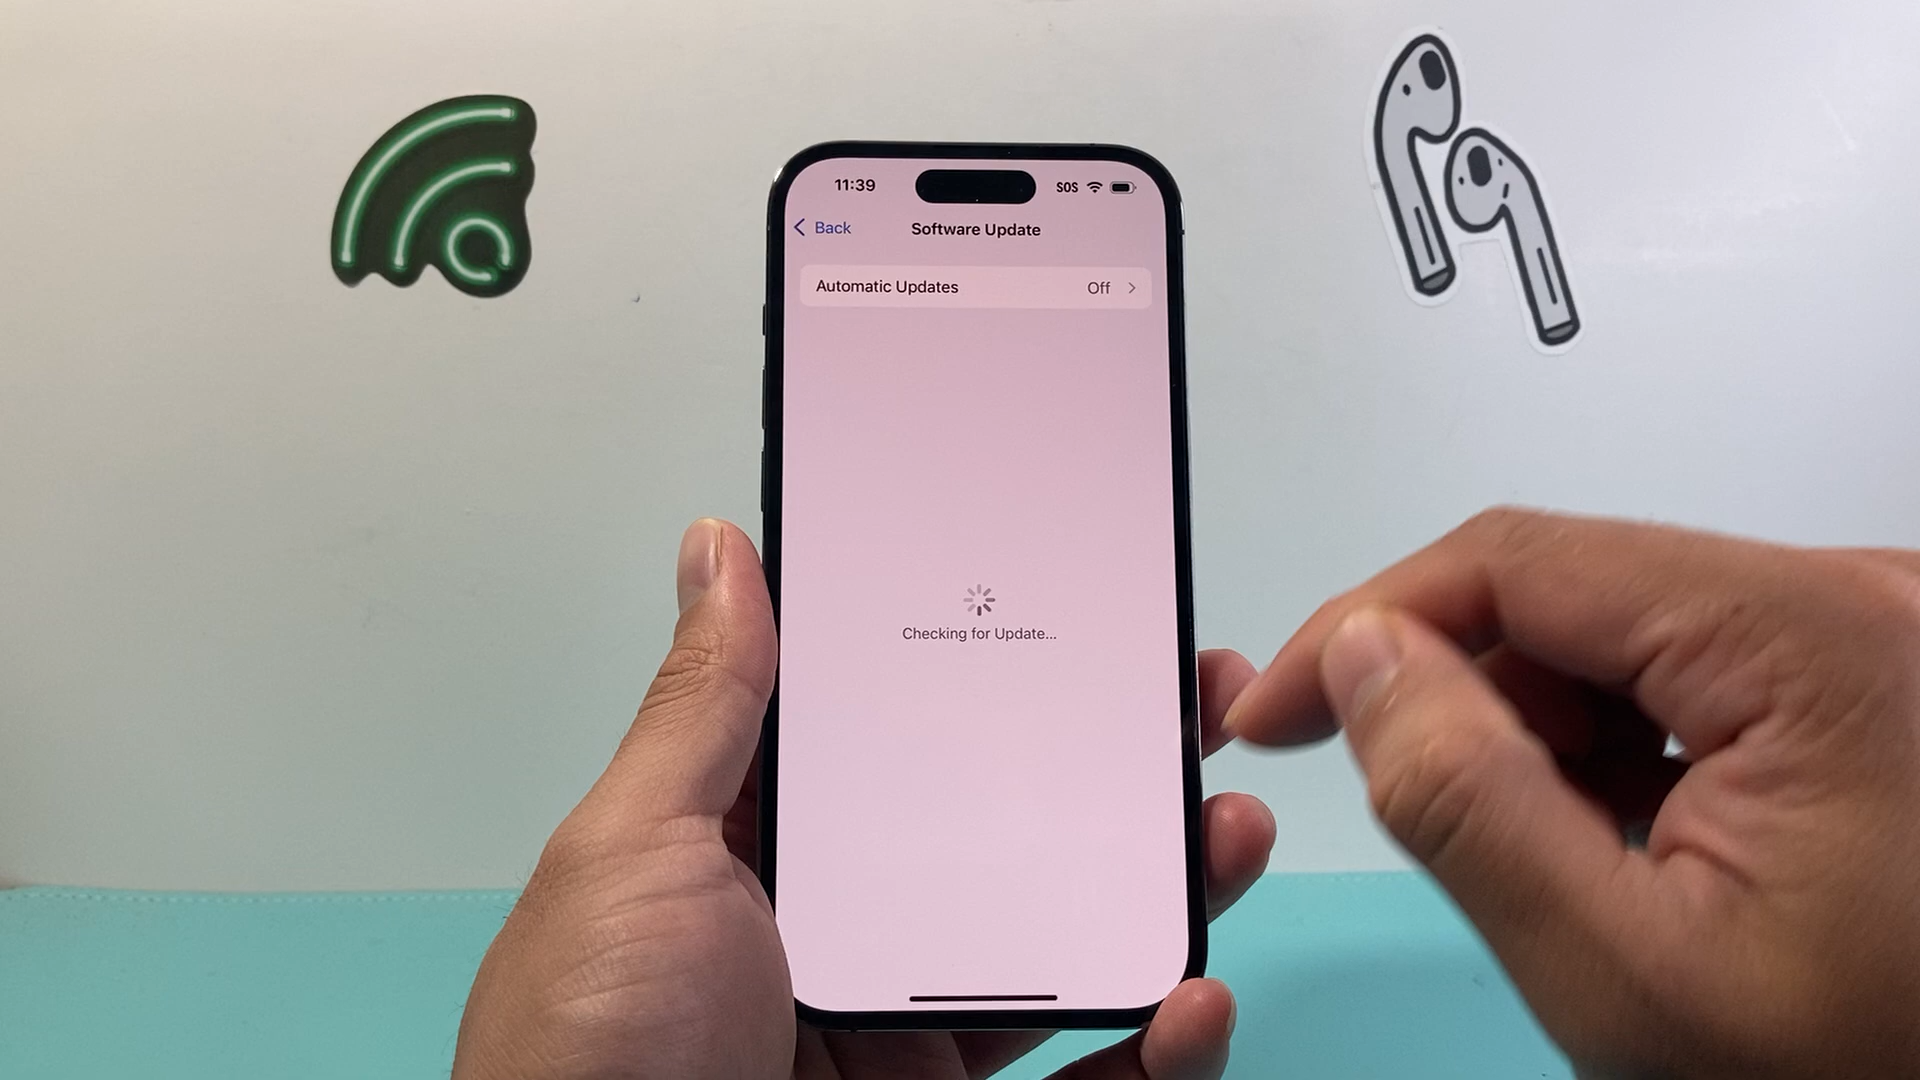 11:39
SOS
Back
Software Update
Automatic Updates
Off
Checking for Update...